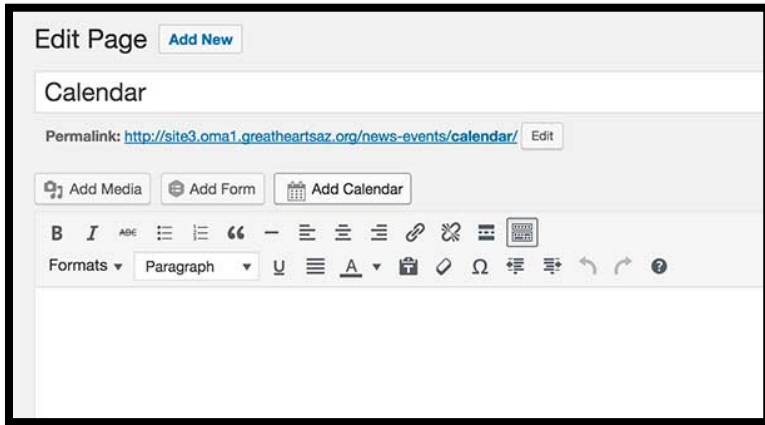 Edit Page Add New
Calendar
Permalink: http://site3.oma1.greatheartsaz.org/news-events/calendar/ Edit
Add Media Add Form Add Calendar
B I ABC
Formats Paragraph U A Ω